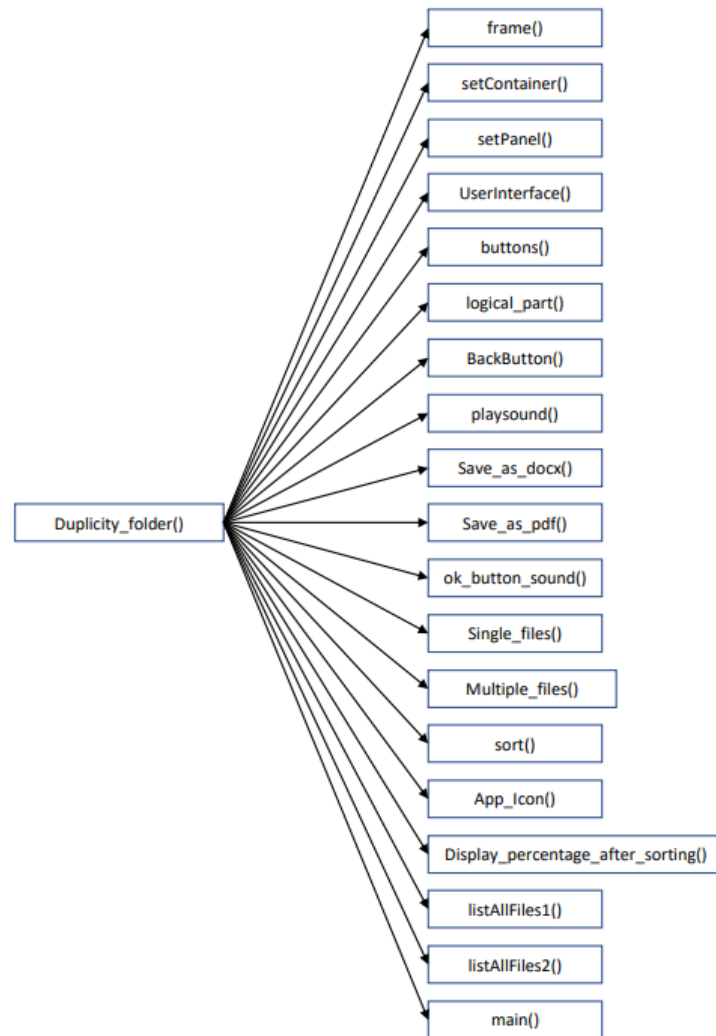 frame()
setContainer()
setPanel()
UserInterface()
buttons()
logical_part()
BackButton()
playsound()
Save_as_docx()
Duplicity_folder()
Save_as_pdf()
ok_button_sound()
Single_files()
Multiple_files()
sort()
App_Icon()
Display_percentage_after_sorting()
listAllFiles1()
listAllFiles2()
main()